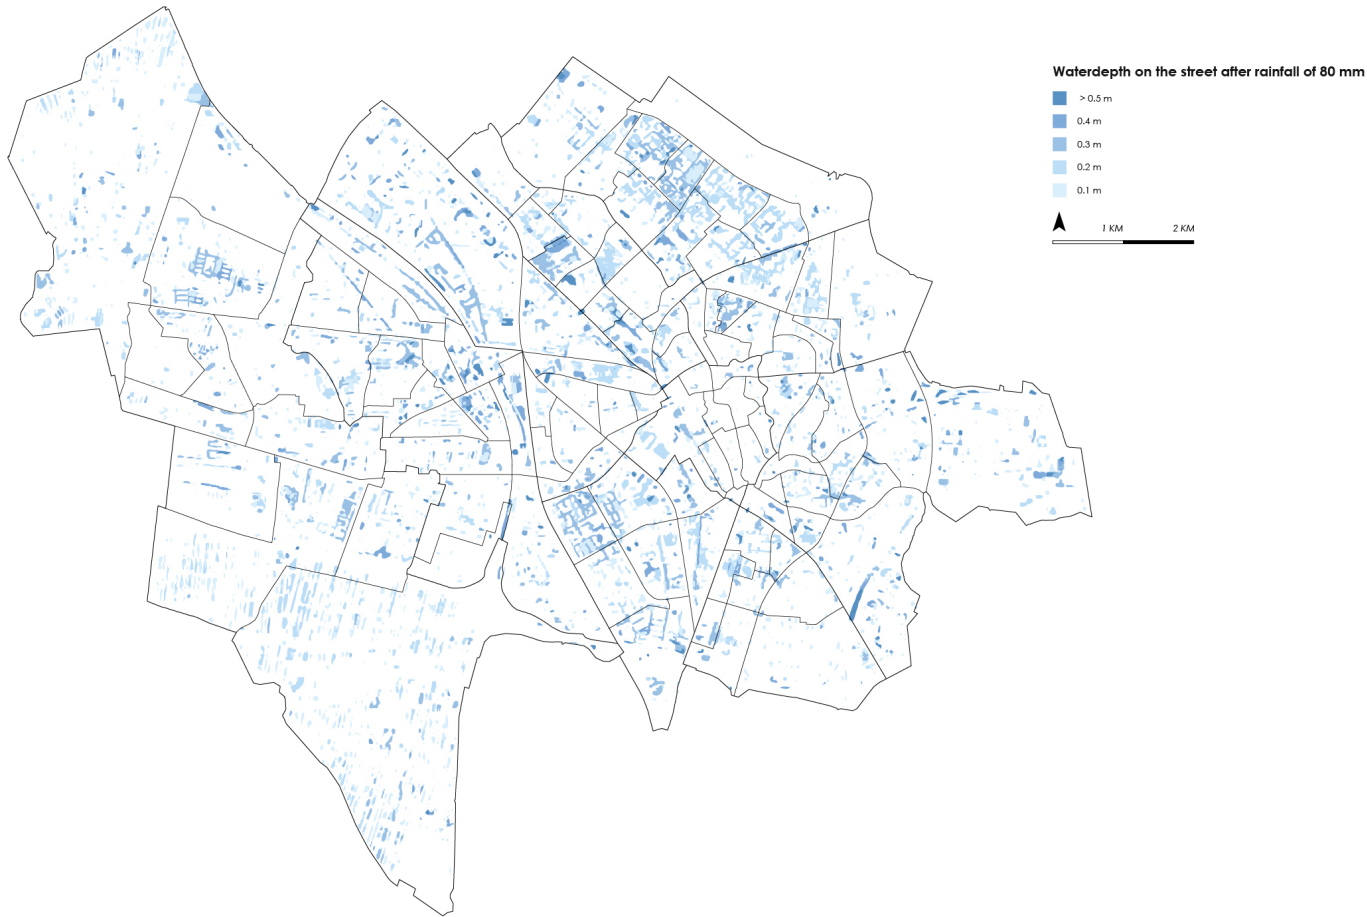 Waterdepth on the street after rainfall of 80 mm
> 0.5 m
0.4 m
0.3 m
0.2 m
0.1 m
1 KM 2 KM